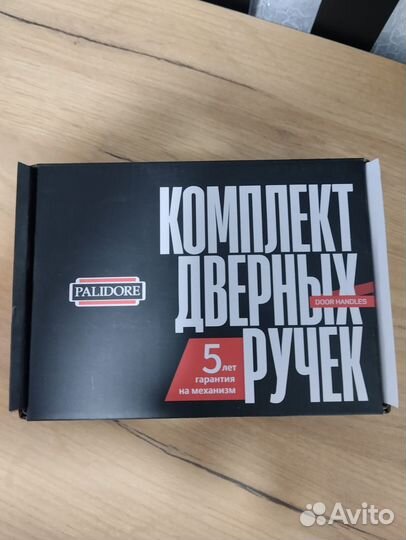 КОМПЛЕКТ
ДВЕРНЫХ
DOOR HANDLES
РУЧЕК
PALIDORE
5 лет
гарантия
на механизм
Avito